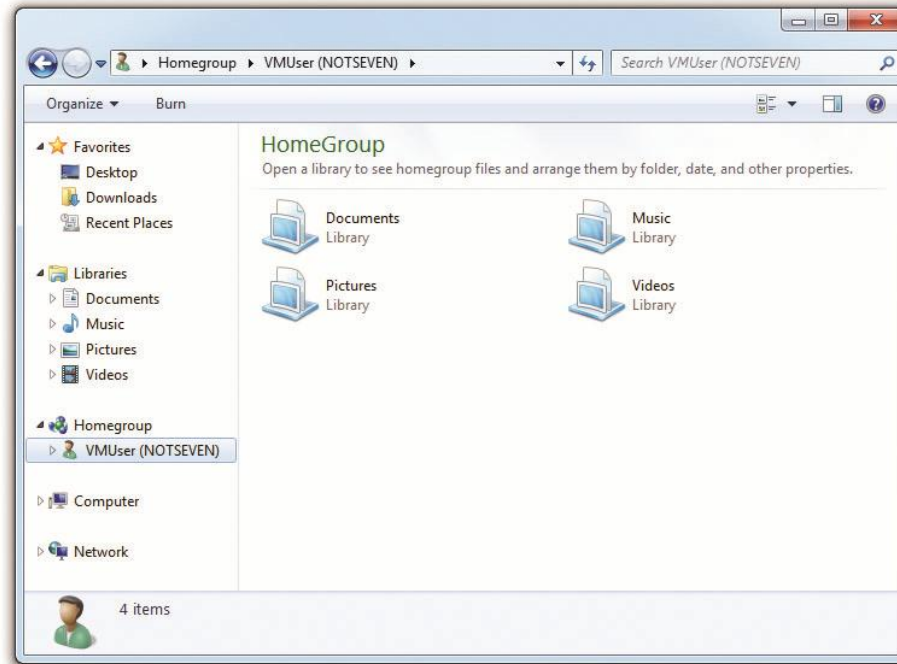 Homegroup VMUser (NOTSEVEN) Search VMUser (NOTSEVEN)
Organize Burn
Favorites
Desktop
Downloads
Recent Places
Libraries
Documents
Music
Pictures
Videos
Homegroup
VMUser (NOTSEVEN)
Computer
Network
HomeGroup
Open a library to see homegroup files and arrange them by folder, date, and other properties.
Documents
Library
Music
Library
Pictures
Library
Videos
Library
4 items